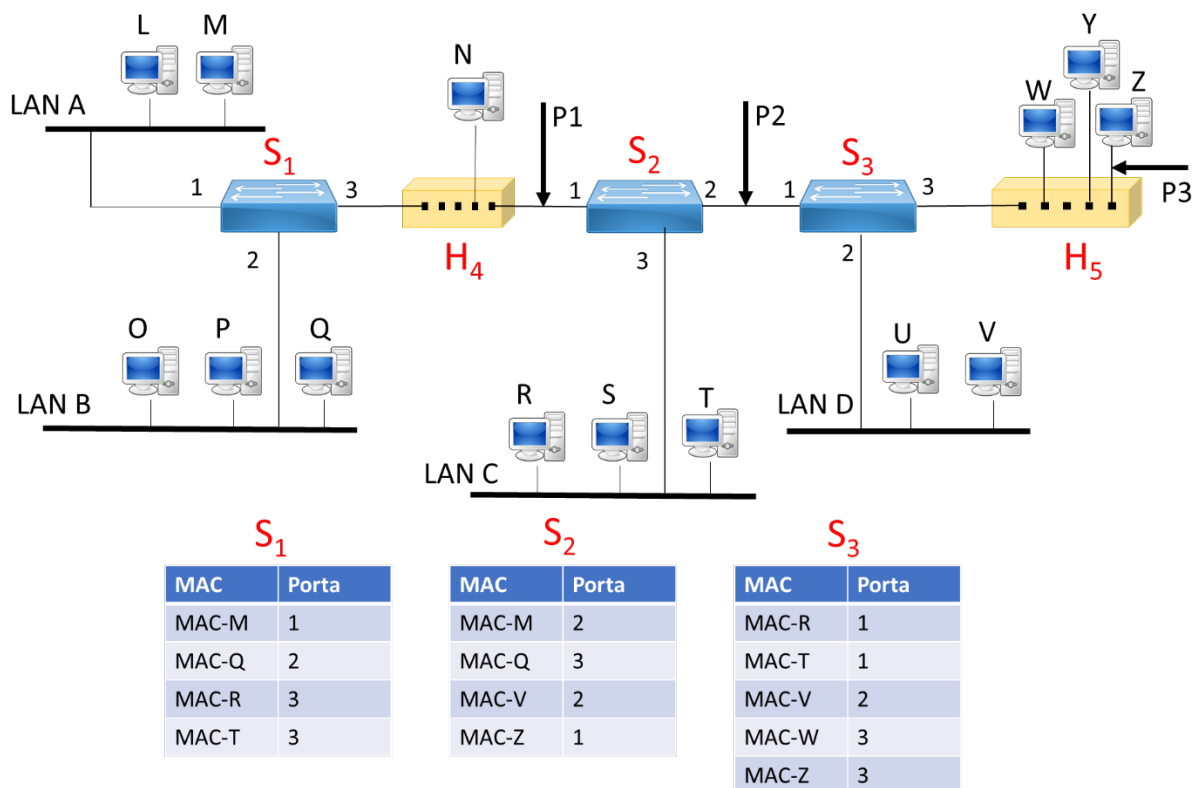 L M
N
Y
W Z
LAN A
P1
P2
P3
S1
S2
S3
1 3 1 2 1 3
2
3
2
H4
H5
O P Q
U V
LAN B
R S T
LAN D
LAN C
S1
MAC Porta
MAC-M 1
MAC-Q 2
MAC-R 3
MAC-T 3
S2
MAC Porta
MAC-M 2
MAC-Q 3
MAC-V 2
MAC-Z 1
S3
MAC Porta
MAC-R 1
MAC-T 1
MAC-V 2
MAC-W 3
MAC-Z 3